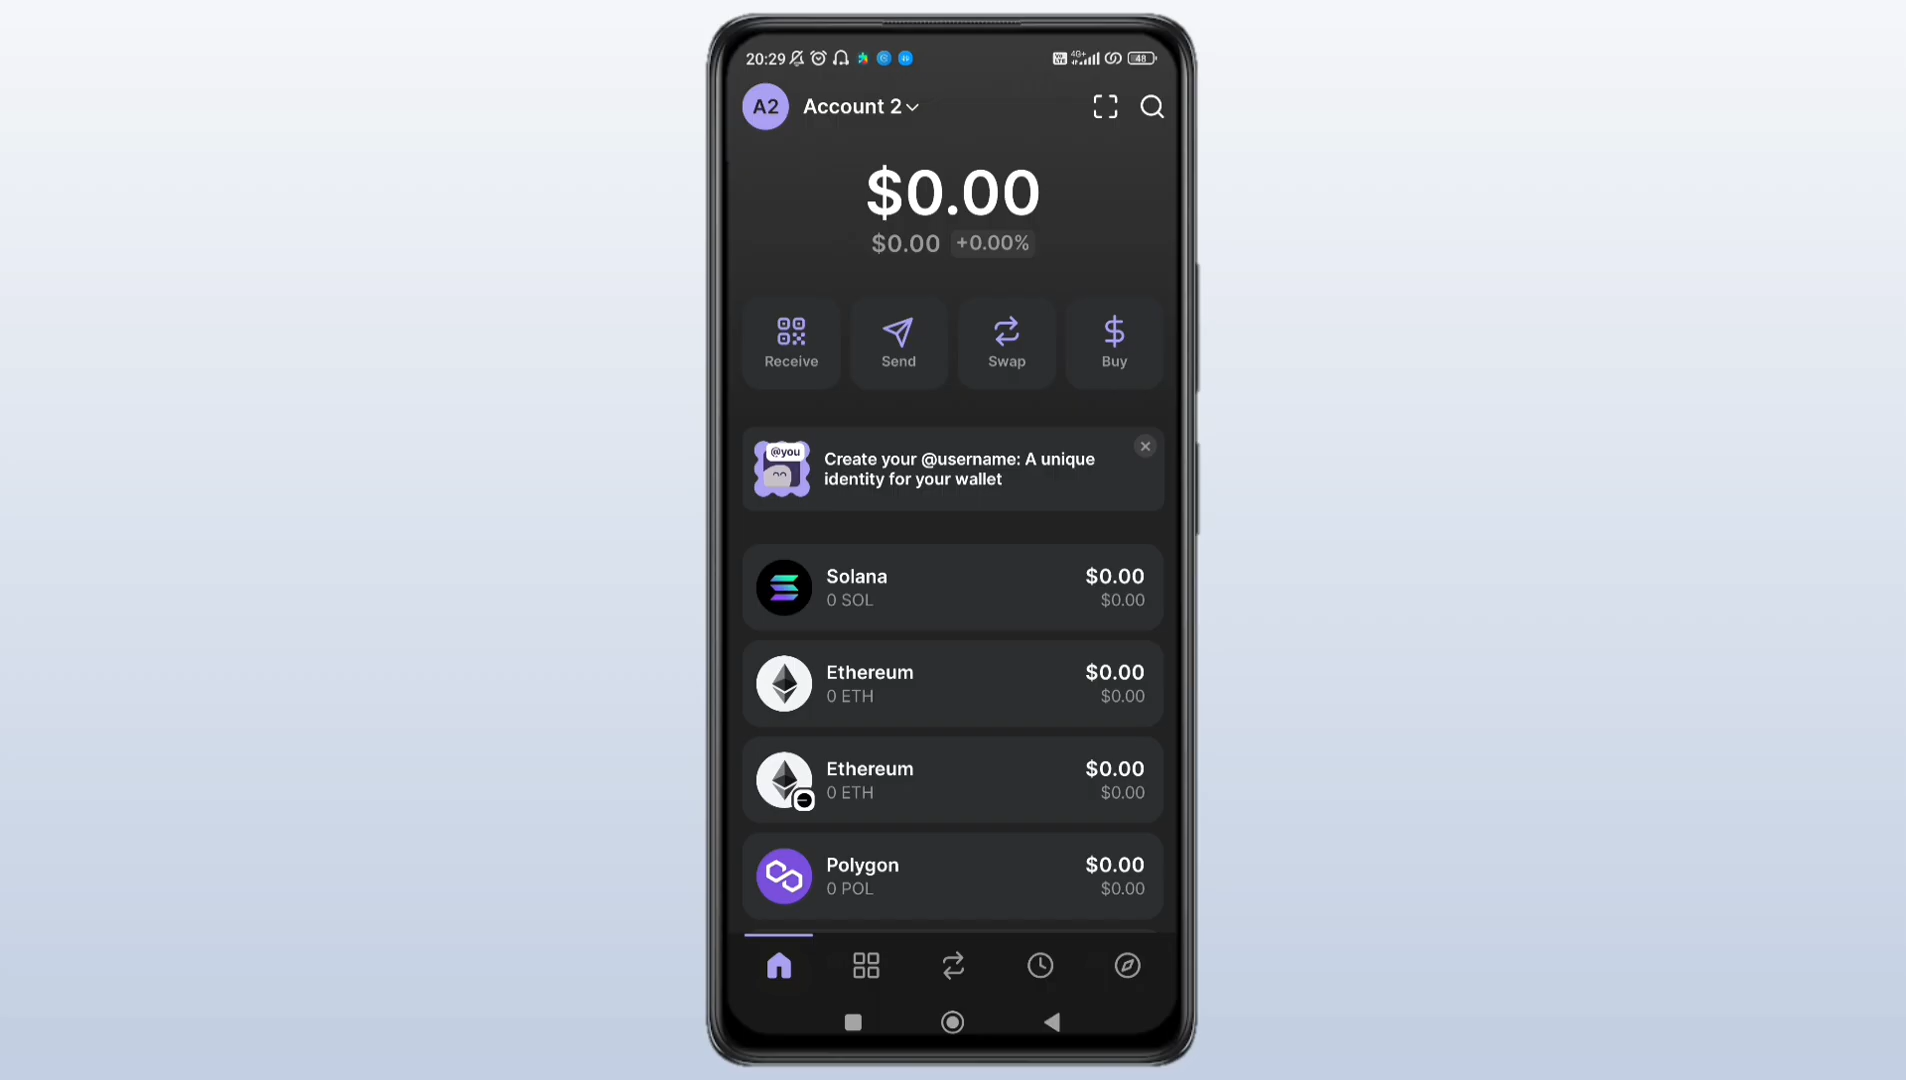 20:29
4G+
48
A2
Account 2
$0.00
$0.00 +0.00%
Receive
Send
Swap
Buy
@you
Create your @username: A unique
identity for your wallet
Solana
$0.00
0 SOL
$0.00
Ethereum
$0.00
0 ETH
$0.00
Ethereum
$0.00
0 ETH
$0.00
Polygon
$0.00
0 POL
$0.00